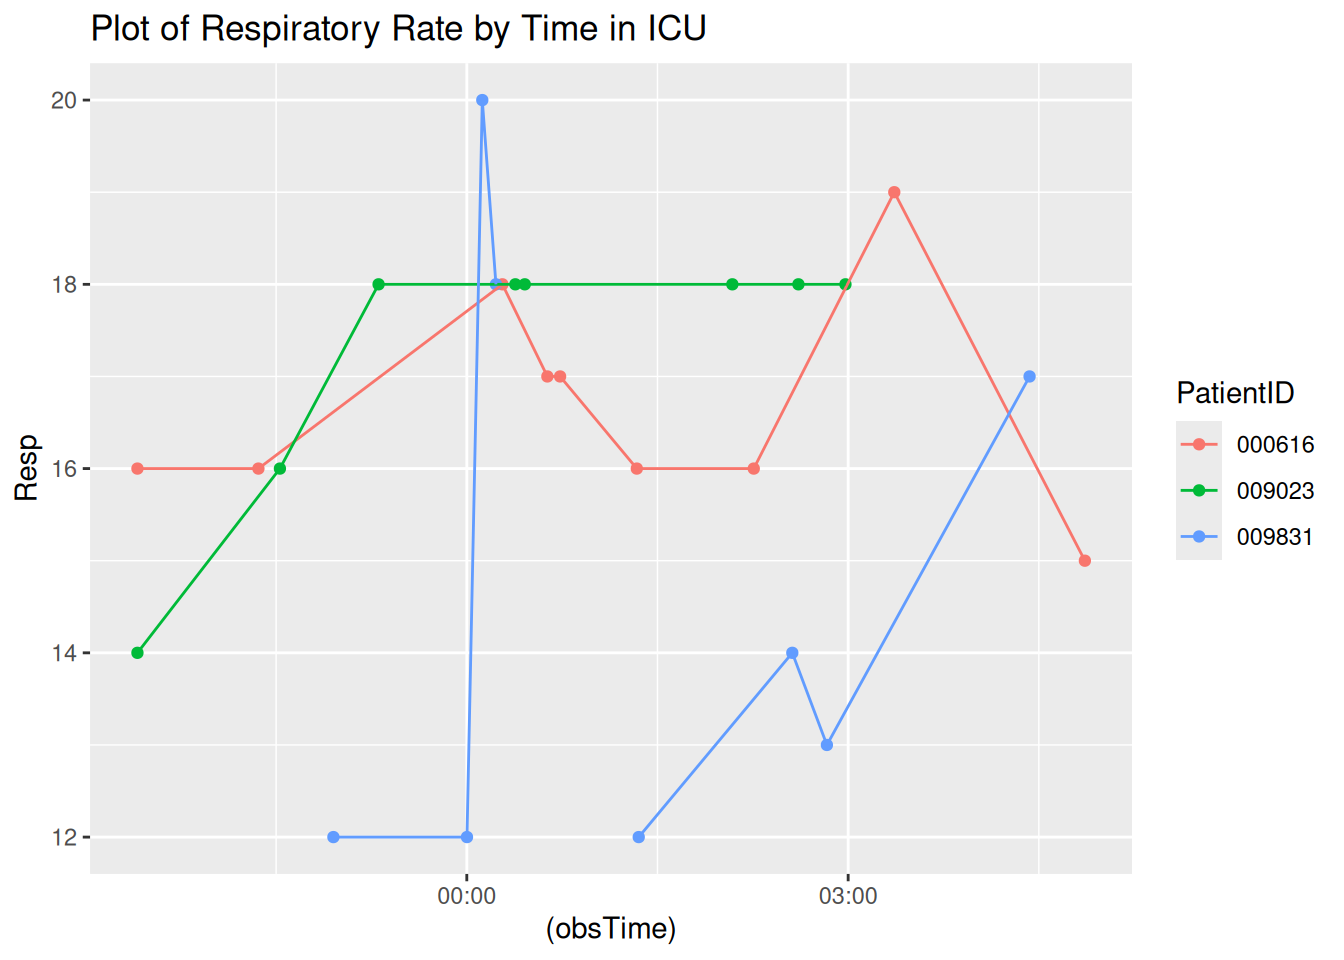 Plot of Respiratory Rate by Time in ICU
20
18
16
14
12
Resp
00:00
03:00
(obsTime)
PatientID
000616
009023
009831